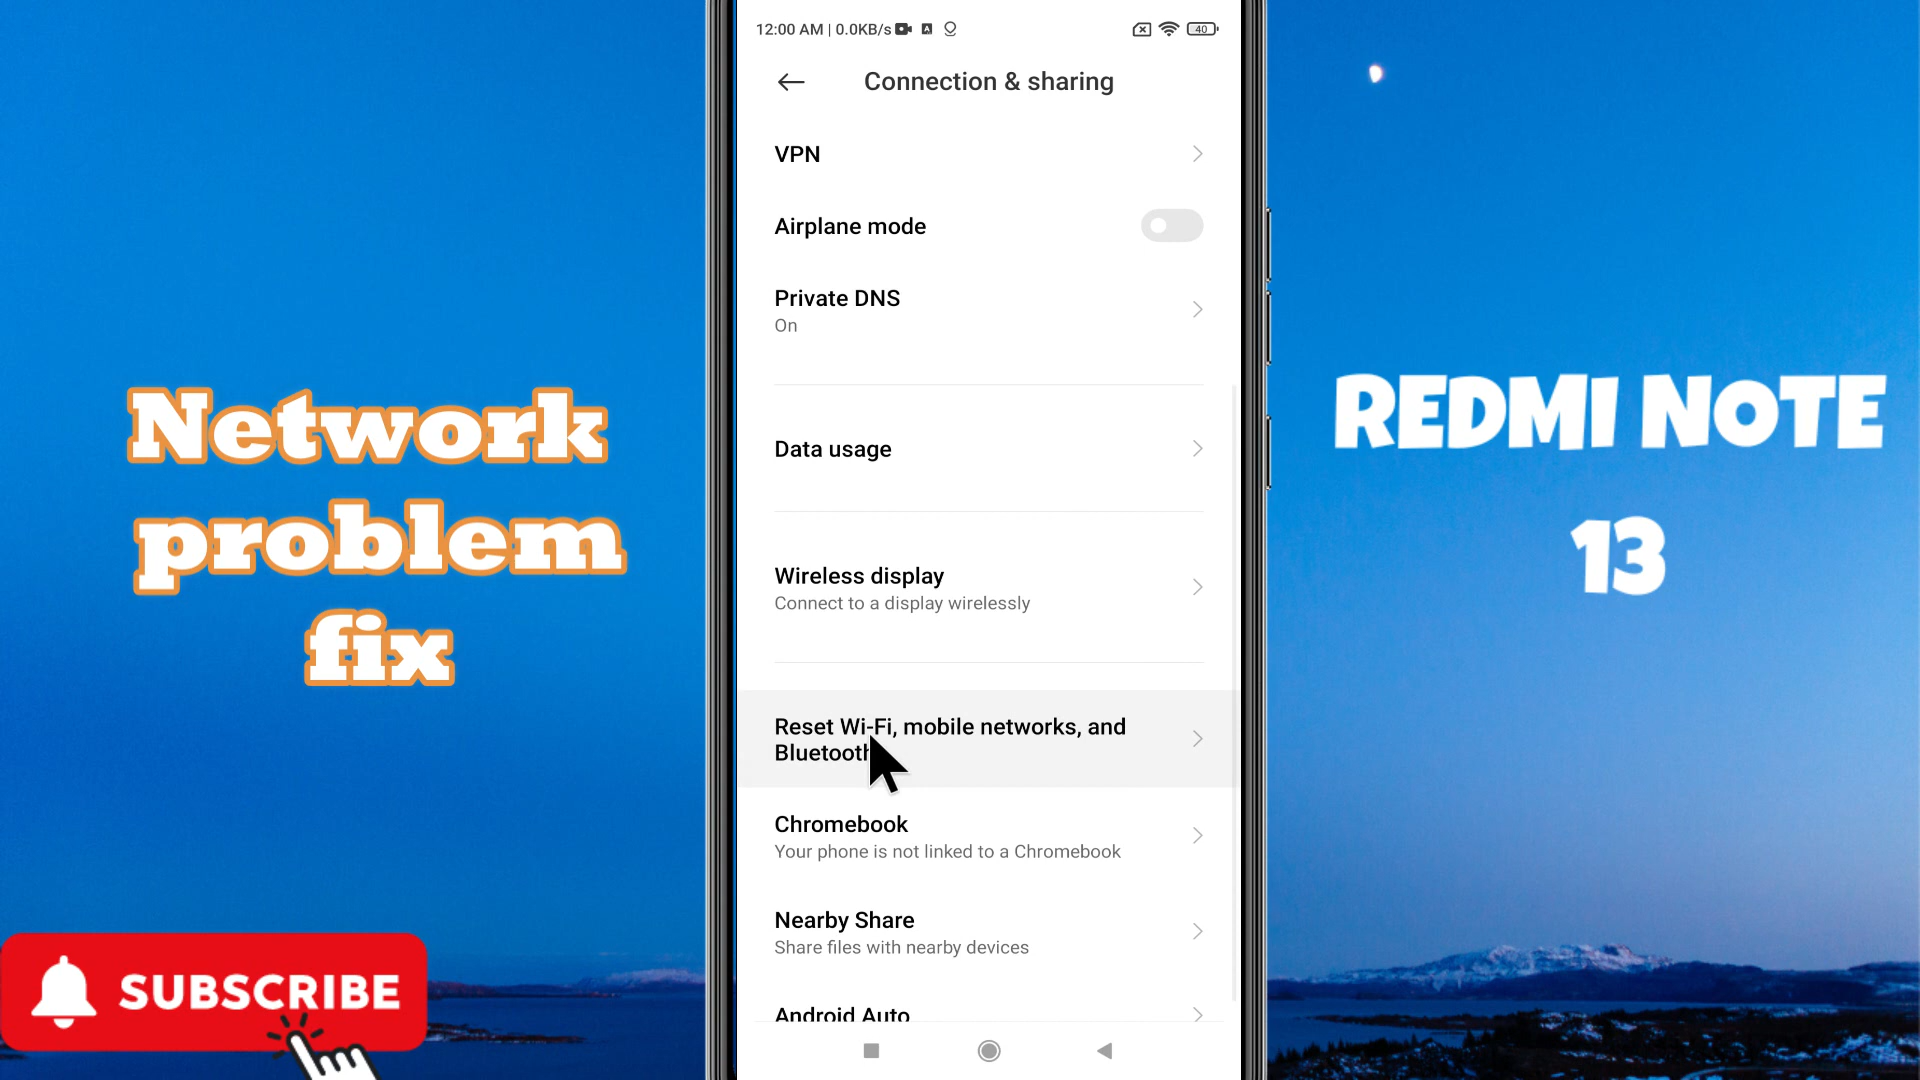 12:00 AM | 0.0KB/s
40
Connection & sharing
VPN
Airplane mode
Private DNS
On
Data usage
Wireless display
Connect to a display wirelessly
Reset Wi-Fi, mobile networks, and
Bluetooth
Chromebook
Your phone is not linked to a Chromebook
Nearby Share
Share files with nearby devices
Android Auto
Network
problem
fix
REDMI NOTE
13
SUBSCRIBE